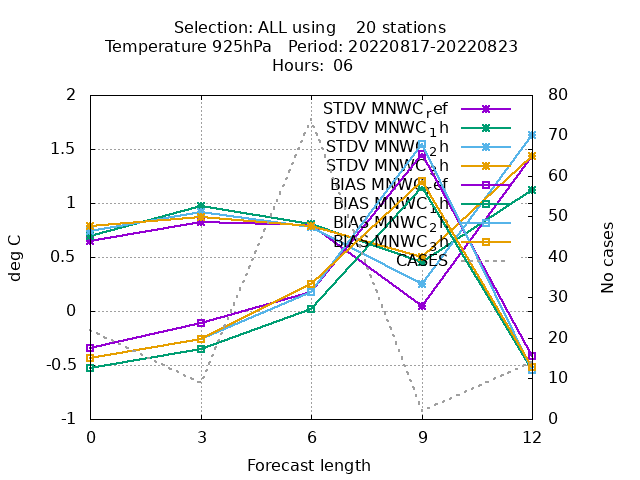 Selection: ALL using 20 stations
Temperature 925hPa Period: 20220817-20220823
Hours: 06
2
1.5
1
0.5
0
-0.5
-1
deg C
80
70
60
50
40
30
20
10
0
No cases
STDV MNWC_ref
STDV MNWC_1h
STDV MNWC_2h
STDV MNWC_3h
BIAS MNWC_ref
BIAS MNWC_1h
BIAS MNWC_2h
BIAS MNWC_3h
CASES
0 3 6 9 12
Forecast length